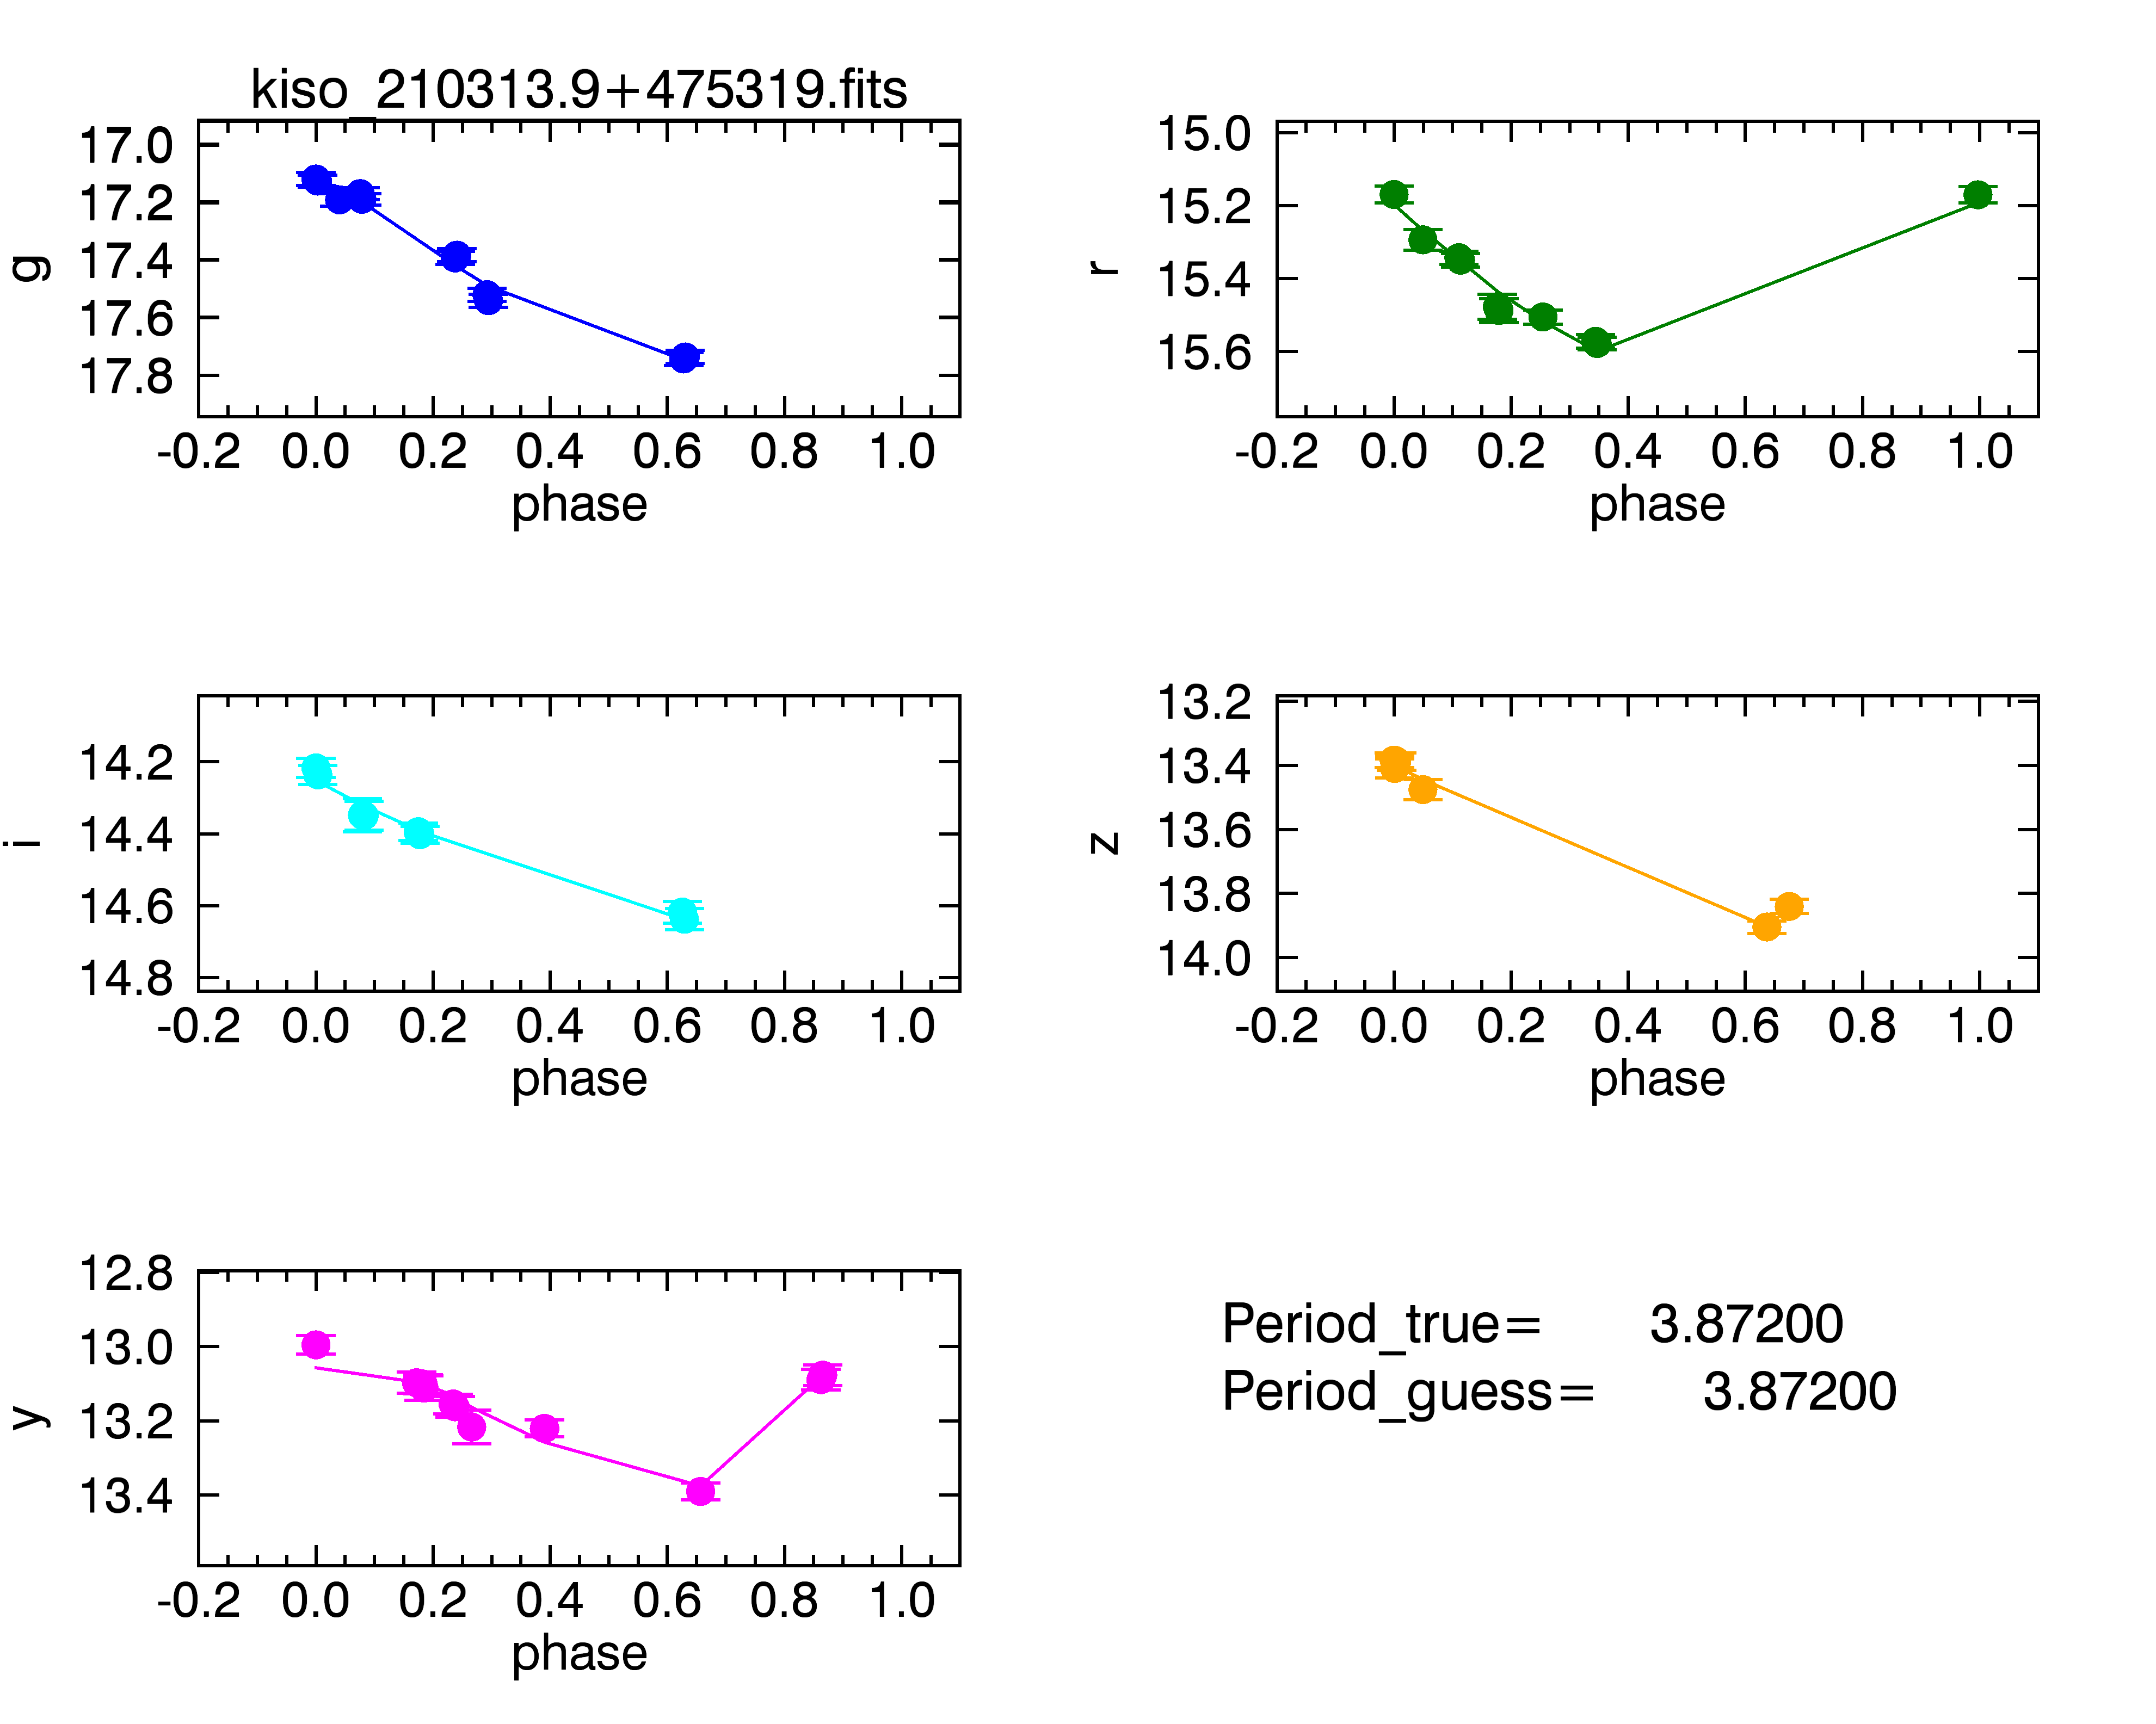 kiso_210313.9+475319.fits
g
17.0
17.2
17.4
17.6
17.8
-0.2 0.0 0.2 0.4 0.6 0.8 1.0
phase
r
15.0
15.2
15.4
15.6
-0.2 0.0 0.2 0.4 0.6 0.8 1.0
phase
i
14.2
14.4
14.6
14.8
-0.2 0.0 0.2 0.4 0.6 0.8 1.0
phase
z
13.2
13.4
13.6
13.8
14.0
-0.2 0.0 0.2 0.4 0.6 0.8 1.0
phase
y
12.8
13.0
13.2
13.4
-0.2 0.0 0.2 0.4 0.6 0.8 1.0
phase
Period_true= 3.87200
Period_guess= 3.87200